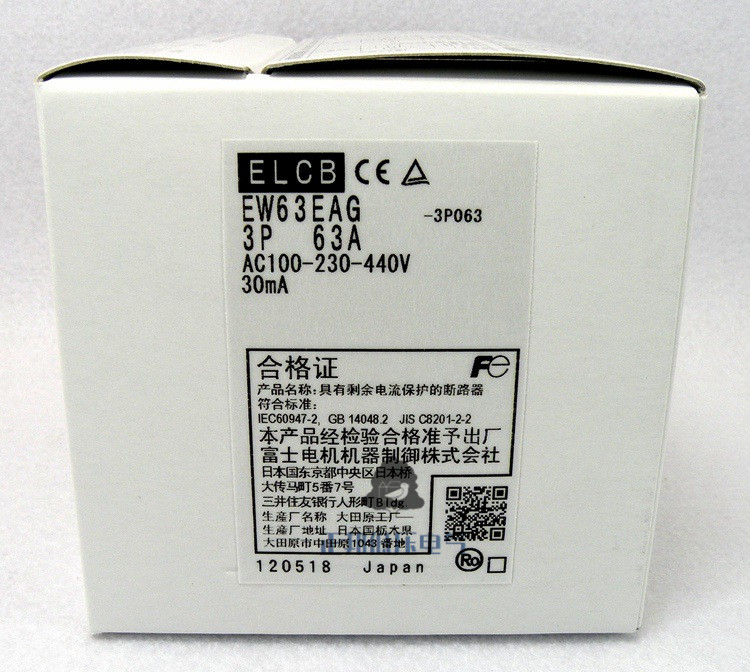 ELCB CE
EW63EAG -3P063
3P 63A
AC100-230-440V
30mA
合格证 Fe
产品名称: 具有剩余电流保护的断路器
符合标准:
IEC60947-2, GB 14048.2 JIS C8201-2-2
本产品经检验合格准予出厂
富士电机机器制御株式会社
日本国东京都中央区日本桥
大传马町5番7号
三井住友银行人形町Bldg
生産厂名称 大田原工厂
生産厂地址 日本国栃木県
大田原市中田原1043番地
120518 Japan Ro